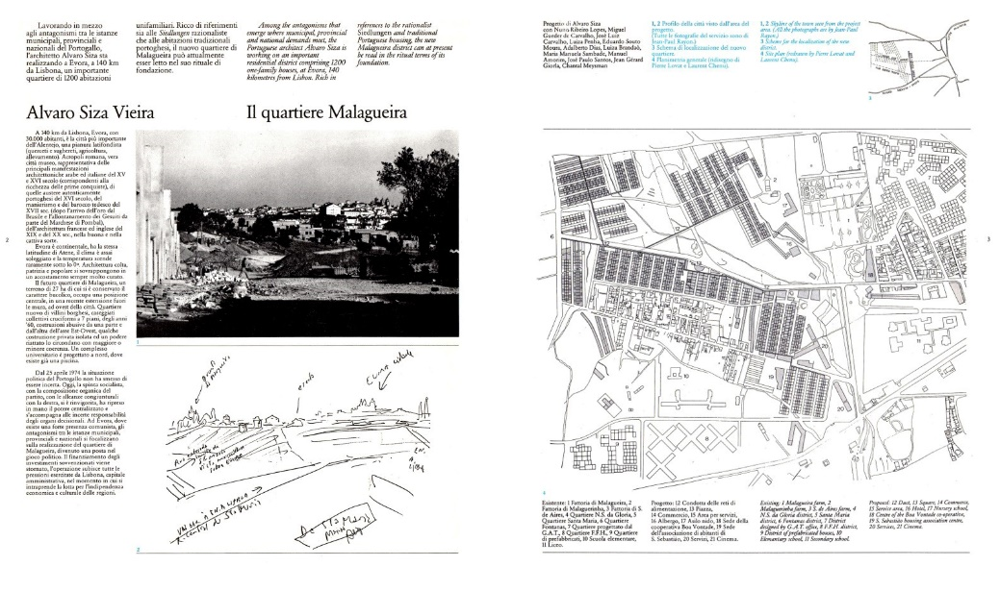 Lavorando in mezzo
agli antagonismi tra le istanze
municipali, provinciali e
nazionali del Portogallo,
l'architetto Alvaro Siza sta
realizzando a Evora, a 140 km
da Lisbona, un importante
quartiere di 1200 abitazioni
unifamiliari. Ricco di riferimenti
sia alle Siedlungen razionaliste
che alle abitazioni tradizionali
portoghesi, il nuovo quartiere di
Malagueira può attualmente
esser letto nel suo rituale di
fondazione.
Among the antagonisms that
emerge where municipal, provincial
and national demands meet, the
Portuguese architect Alvaro Siza is
working on an important
residential district comprising 1200
one-family houses, at Evora, 140
kilometres from Lisbon. Rich in
references to the rationalist
Siedlungen and traditional
Portuguese housing, the new
Malagueira district can at present
be read in the ritual terms of its
foundation.
Alvaro Siza Vieira
Il quartiere Malagueira
A 140 km da Lisbona, Evora, con
30.000 abitanti, è la città più importante
dell'Alentejo, una pianura latifondista
(querceti e sughereti, agricoltura,
allevamento). Acropoli romana, vera
città museo, rappresentativa delle
principali manifestazioni
architettoniche arabe ed italiane del XV
e XVI secolo (corrispondenti alla
ricchezza delle prime conquiste), di
quelle austere autenticamente
portoghesi del XVI secolo, del
manierismo e del barocco tedesco del
XVII sec. (dopo l'arrivo dell'oro dal
Brasile e l'allontanamento dei Gesuiti da
parte del Marchese di Pombal),
dell'architettura francese ed inglese del
XIX e del XX sec., nella buona e nella
cattiva sorte.
Evora è continentale, ha la stessa
latitudine di Atene, il clima è assai
soleggiato e la temperatura scende
raramente sotto lo 0°. Architettura colta,
patrizia e popolare si sovrappongono in
un accostamento sempre molto curato.
Il futuro quartiere di Malagueira, un
terreno di 27 ha di cui si è conservato il
carattere bucolico, occupa una posizione
centrale, in una recente estensione fuori
le mura, ad ovest della città. Quartiere
nuovo di villini borghesi, caseggiati
collettivi cruciformi a 7 piani, degli anni
'60, costruzioni abusive da una parte e
dall'altra dell'asse Est-Ovest, qualche
costruzione privata isolata ed un podere
riattato lo circondano con maggiore o
minore coerenza. Un complesso
universitario è progettato a nord, dove
esiste già una piscina.
Dal 25 aprile 1974 la situazione
politica del Portogallo non ha smesso di
essere incerta. Oggi, la spinta socialista,
con la composizione organica del
partito, con le alleanze congiunturali
con la destra, si è rinvigorita, ha ripreso
in mano il potere centralizzato e
s'accompagna alle incerte responsabilità
degli organi decisionali. Ad Evora, dove
esiste una forte presenza comunista, gli
antagonismi tra le istanze municipali,
provinciali e nazionali si focalizzano
sulla realizzazione del quartiere di
Malagueira, divenuto una posta nel
gioco politico. Il finanziamento degli
investimenti sovvenzionati viene
stornato, l'operazione subisce tutte le
pressioni esercitate da Lisbona, capitale
amministrativa, nel momento in cui si
intraprende la lotta per l'indipendenza
economica e culturale delle regioni.
2
1
2
Progetto di Alvaro Siza
con Nuno Ribeiro Lopes, Miguel
Gueder de Carvalho, José Luiz
Carvalho, Luiza Penha, Eduardo Souto
Moura, Adalberto Dias, Luiza Brandaò,
Maria Manuela Sambade, Manuel
Amorim, José Paulo Santos, Jean Gérard
Giorla, Chantal Meysman
1, 2 Profilo della città visto dall'area del
progetto.
(Tutte le fotografie del servizio sono di
Jean-Paul Rayon.)
3 Schema di localizzazione del nuovo
quartiere.
4 Planimetria generale (ridisegno di
Pierre Lovat e Laurent Chenu).
1, 2 Skyline of the town seen from the project
area. (All the photographs are by Jean-Paul
Rayon.)
3 Scheme for the localization of the new
district.
4 Site plan (redrawn by Pierre Lovat and
Laurent Chenu).
3
3
4
Esistente: 1 Fattoria di Malagueira, 2
Fattoria di Malagueirinha, 3 Fattoria di S.
de Aires, 4 Quartiere N.S. da Gloria, 5
Quartiere Santa Maria, 6 Quartiere
Fontanas, 7 Quartiere progettato dal
G.A.T., 8 Quartiere F.F.H., 9 Quartiere
di prefabbricati, 10 Scuola elementare,
11 Liceo.
Progetto: 12 Condotta delle reti di
alimentazione, 13 Piazza,
14 Commercio, 15 Area per servizi,
16 Albergo, 17 Aulo nido, 18 Sede della
cooperativa Boa Vontade, 19 Sede
dell'associazione di abitanti di
S. Sebastião, 20 Servizi, 21 Cinema.
Existing: 1 Malagueira farm, 2
Malagueirinha farm, 3 S. de Aires farm, 4
N.S. da Gloria district, 5 Santa Maria
district, 6 Fontanas district, 7 District
designed by G.A.T. office, 8 F.F.H. district,
9 District of prefabricated houses, 10
Elementary school, 11 Secondary school.
Proposed: 12 Duct, 13 Square, 14 Commerce,
15 Service area, 16 Hotel, 17 Nursery school,
18 Centre of the Boa Vontade co-operative,
19 S. Sebastião housing association centre,
20 Services, 21 Cinema.